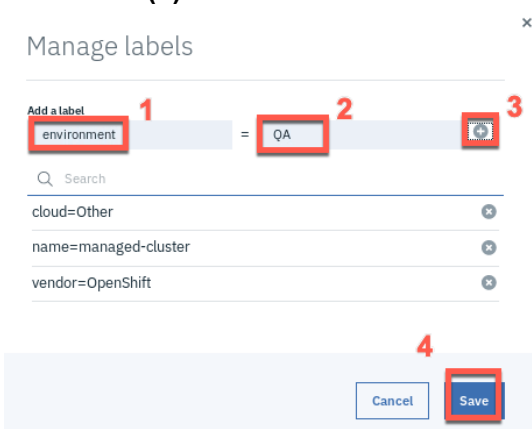 (s)
×
Manage labels
Add a label
1
2
3
environment = QA
Search
cloud=Other
name=managed-cluster
vendor=OpenShift
4
Cancel Save